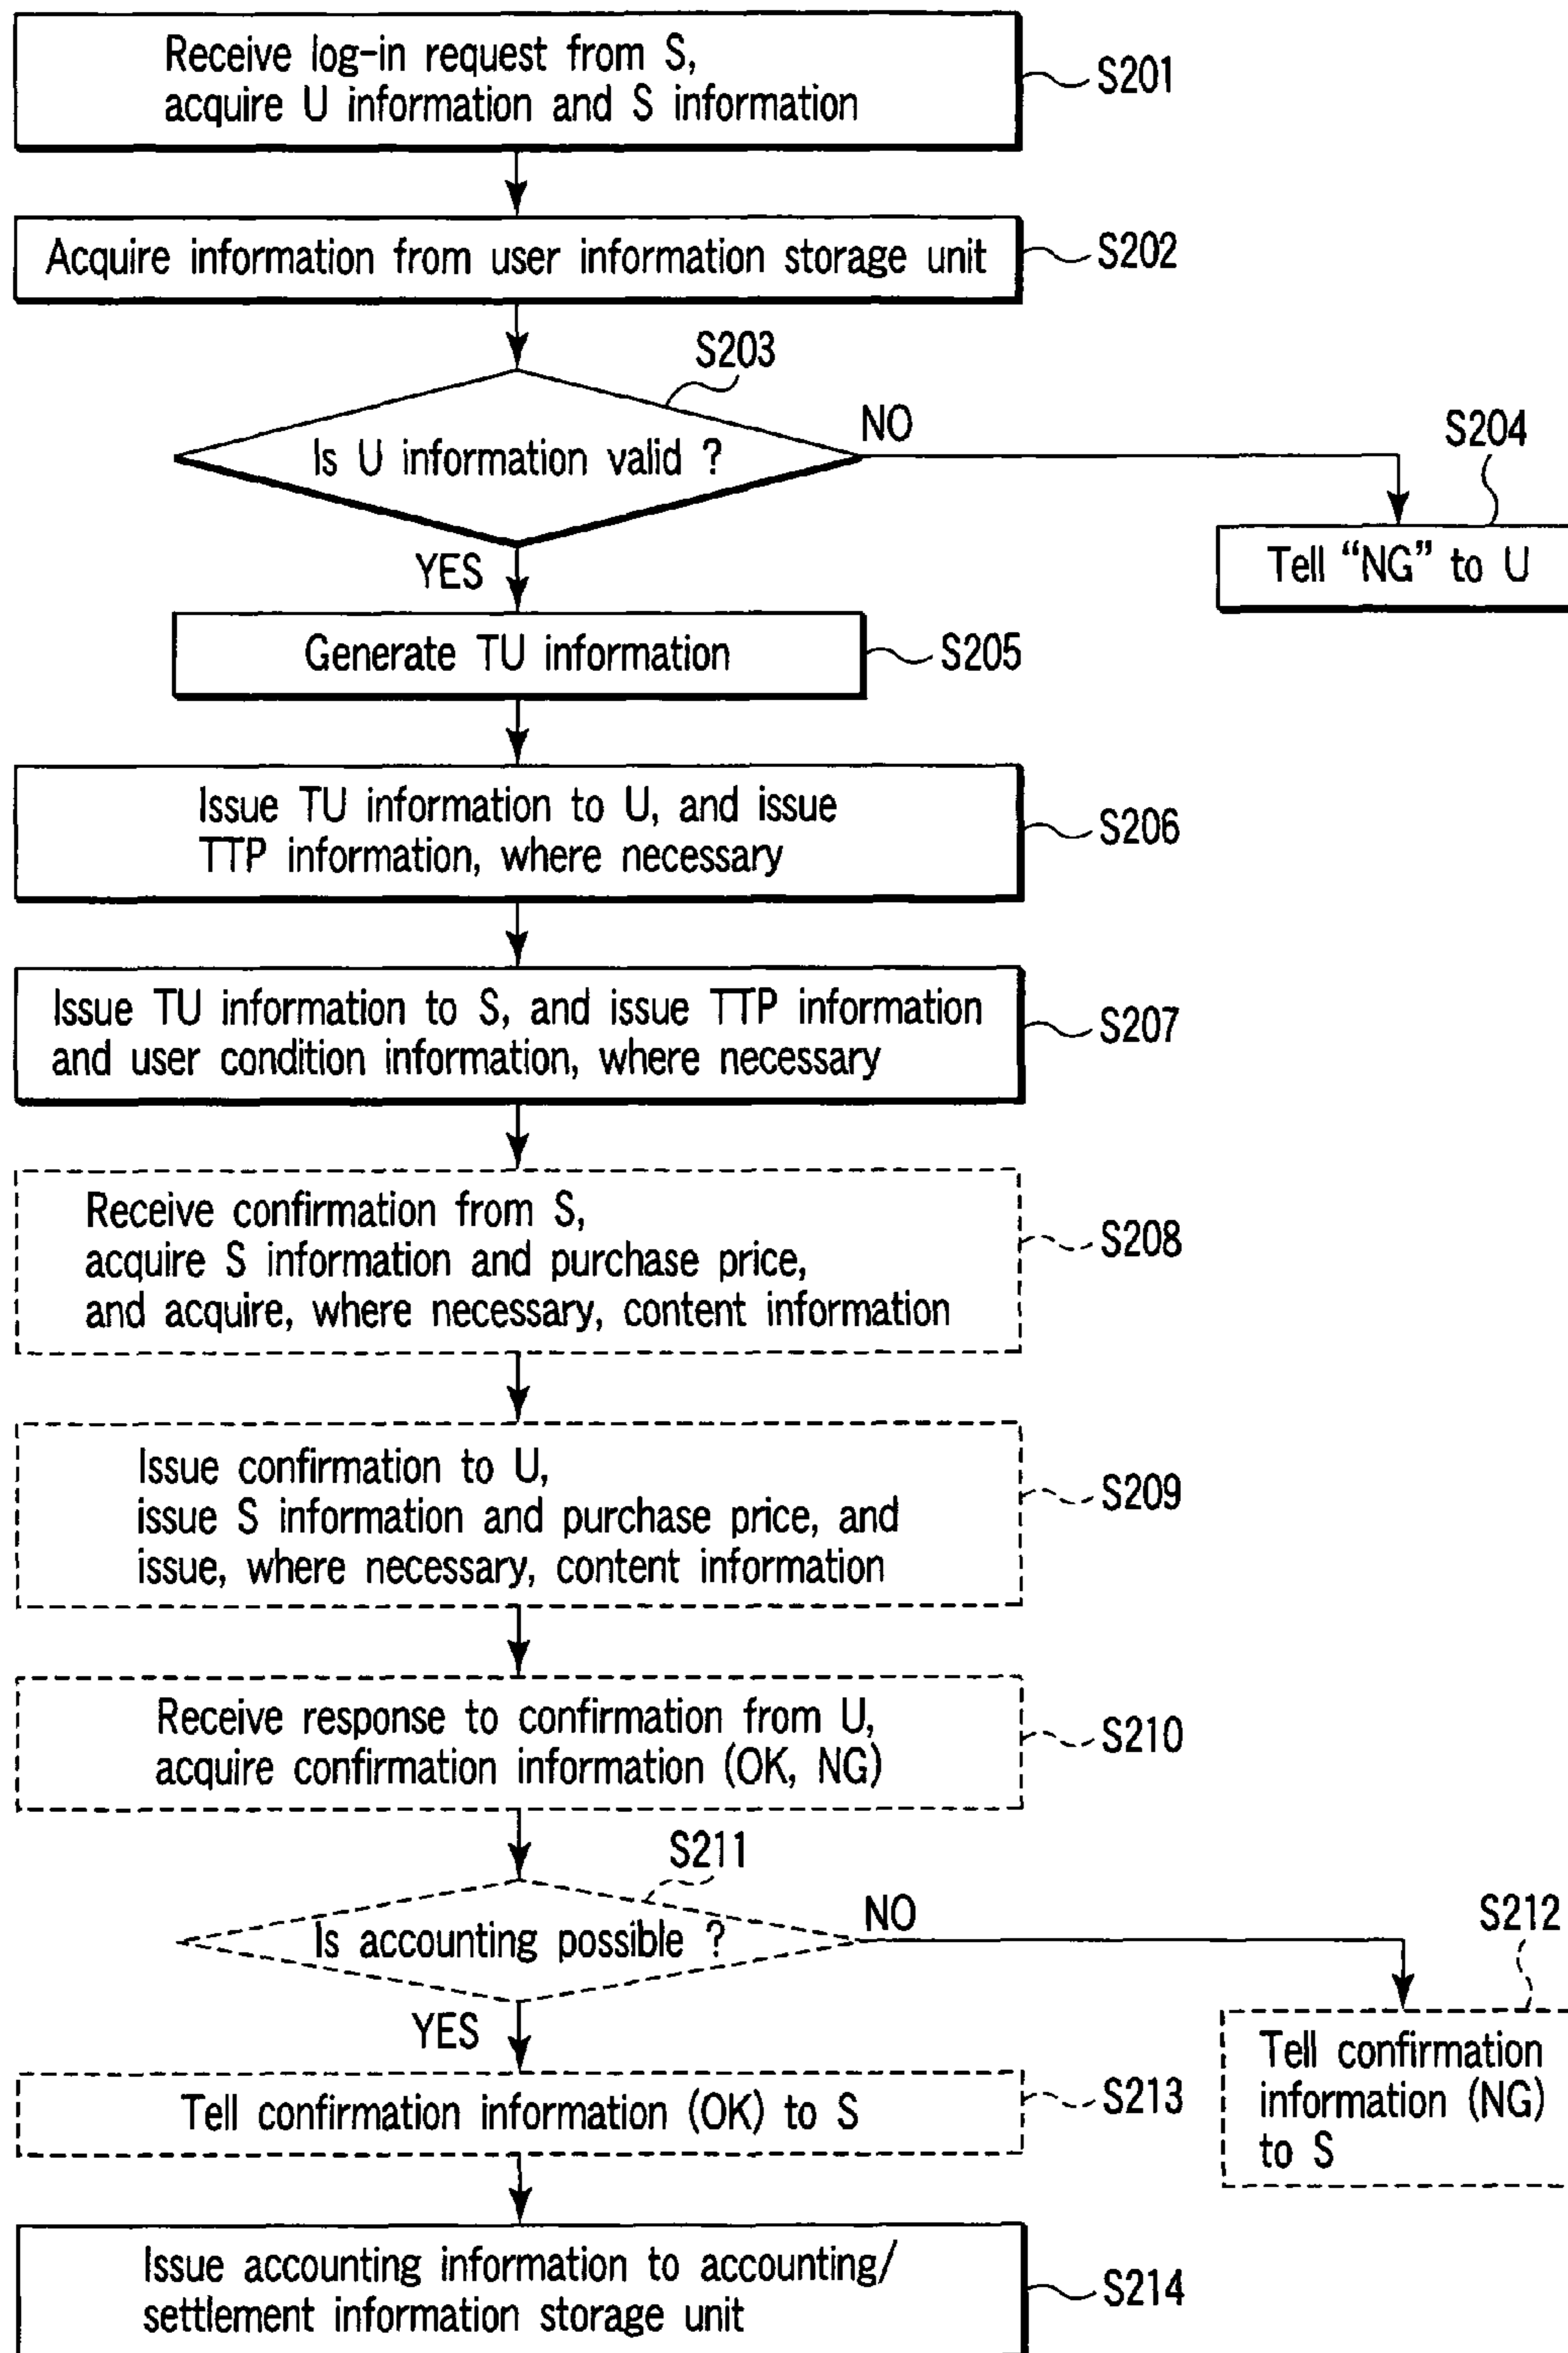 Receive log-in request from S,
acquire U information and S information
S201
Acquire information from user information storage unit
S202
S203
Is U information valid ?
NO
S204
Tell “NG” to U
YES
Generate TU information
S205
Issue TU information to U, and issue
TTP information, where necessary
S206
Issue TU information to S, and issue TTP information
and user condition information, where necessary
S207
Receive confirmation from S,
acquire S information and purchase price,
and acquire, where necessary, content information
S208
Issue confirmation to U,
issue S information and purchase price, and
issue, where necessary, content information
S209
Receive response to confirmation from U,
acquire confirmation information (OK, NG)
S210
S211
Is accounting possible ?
NO
S212
Tell confirmation
information (NG)
to S
YES
Tell confirmation information (OK) to S
S213
Issue accounting information to accounting/
settlement information storage unit
S214